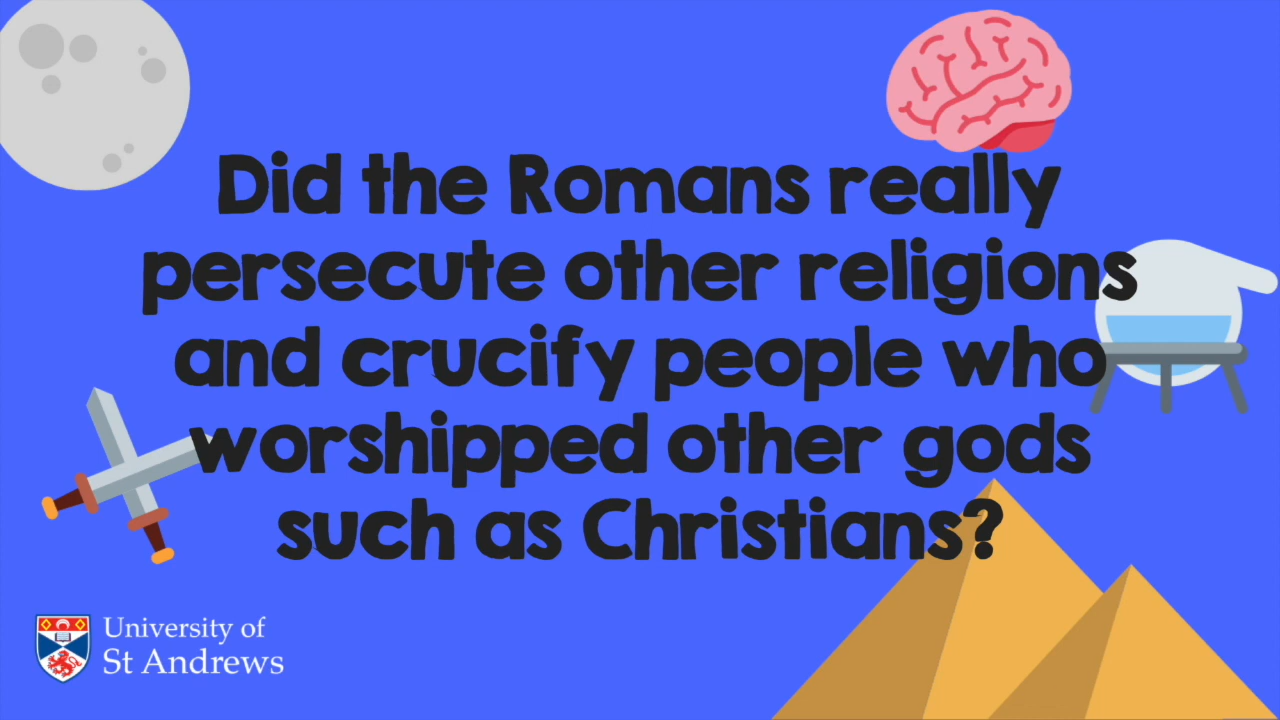 Did the Romans really
persecute other religions
and crucify people who
worshipped other gods
such as Christians?
University of
St Andrews